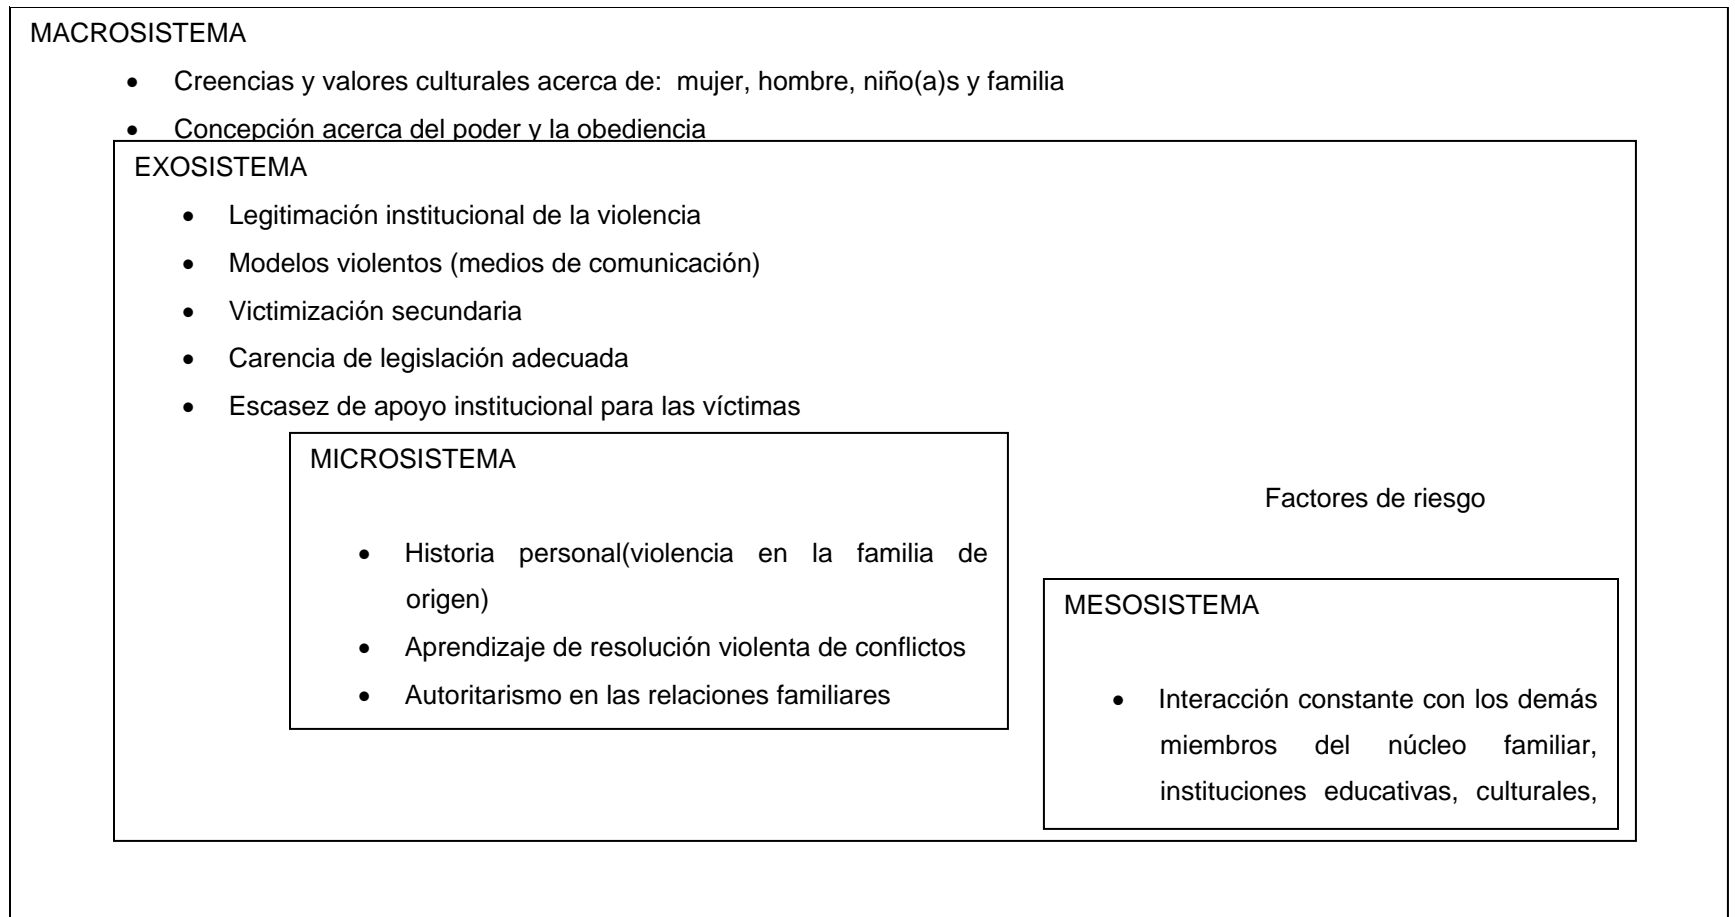 MACROSISTEMA
• Creencias y valores culturales acerca de: mujer, hombre, niño(a)s y familia
• Concepción acerca del poder y la obediencia
EXOSISTEMA
• Legitimación institucional de la violencia
• Modelos violentos (medios de comunicación)
• Victimización secundaria
• Carencia de legislación adecuada
• Escasez de apoyo institucional para las víctimas
MICROSISTEMA
• Historia personal(violencia en la familia de
origen)
• Aprendizaje de resolución violenta de conflictos
• Autoritarismo en las relaciones familiares
Factores de riesgo
MESOSISTEMA
• Interacción constante con los demás
miembros del núcleo familiar,
instituciones educativas, culturales,